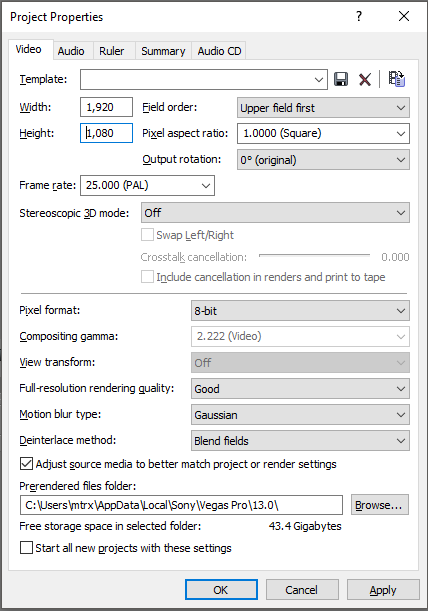 Project Properties
Video Audio Ruler Summary Audio CD
Template:
Width: 1,920 Field order: Upper field first
Height: 1,080 Pixel aspect ratio: 1.0000 (Square)
Output rotation: 0° (original)
Frame rate: 25.000 (PAL)
Stereoscopic 3D mode: Off
Swap Left/Right
Crosstalk cancellation: 0.000
Include cancellation in renders and print to tape
Pixel format: 8-bit
Compositing gamma: 2.222 (Video)
View transform: Off
Full-resolution rendering quality: Good
Motion blur type: Gaussian
Deinterlace method: Blend fields
Adjust source media to better match project or render settings
Prerendered files folder:
C:\Users\mtrx\AppData\Local\Sony\Vegas Pro\13.0\ Browse...
Free storage space in selected folder: 43.4 Gigabytes
Start all new projects with these settings
OK Cancel Apply